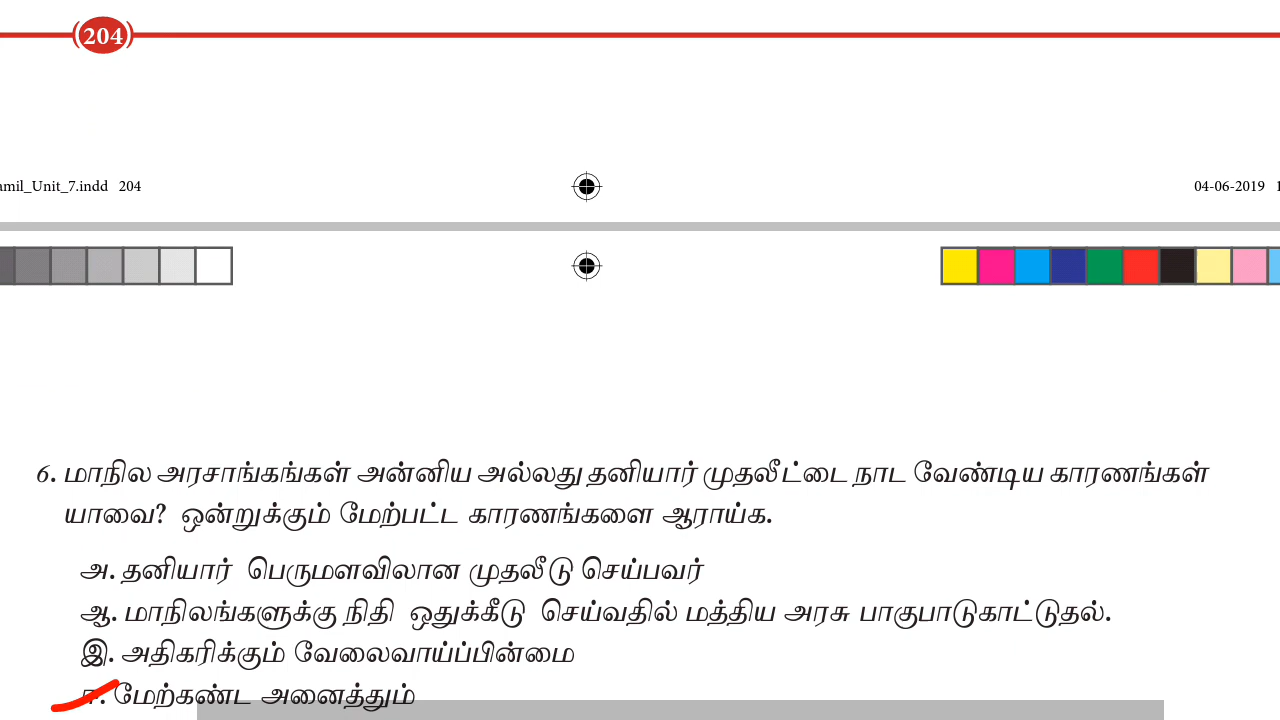 204
amil_Unit_7.indd 204
04-06-2019
6. மாநில அரசாங்கங்கள் அன்னிய அல்லது தனியார் முதலீட்டை நாட வேண்டிய காரணங்கள்
யாவை? ஒன்றுக்கும் மேற்பட்ட காரணங்களை ஆராய்க.
அ. தனியார் பெருமளவிலான முதலீடு செய்பவர்
ஆ. மாநிலங்களுக்கு நிதி ஒதுக்கீடு செய்வதில் மத்திய அரசு பாகுபாடுகாட்டுதல்.
இ. அதிகரிக்கும் வேலைவாய்ப்பின்மை
ஈ. மேற்கண்ட அனைத்தும்